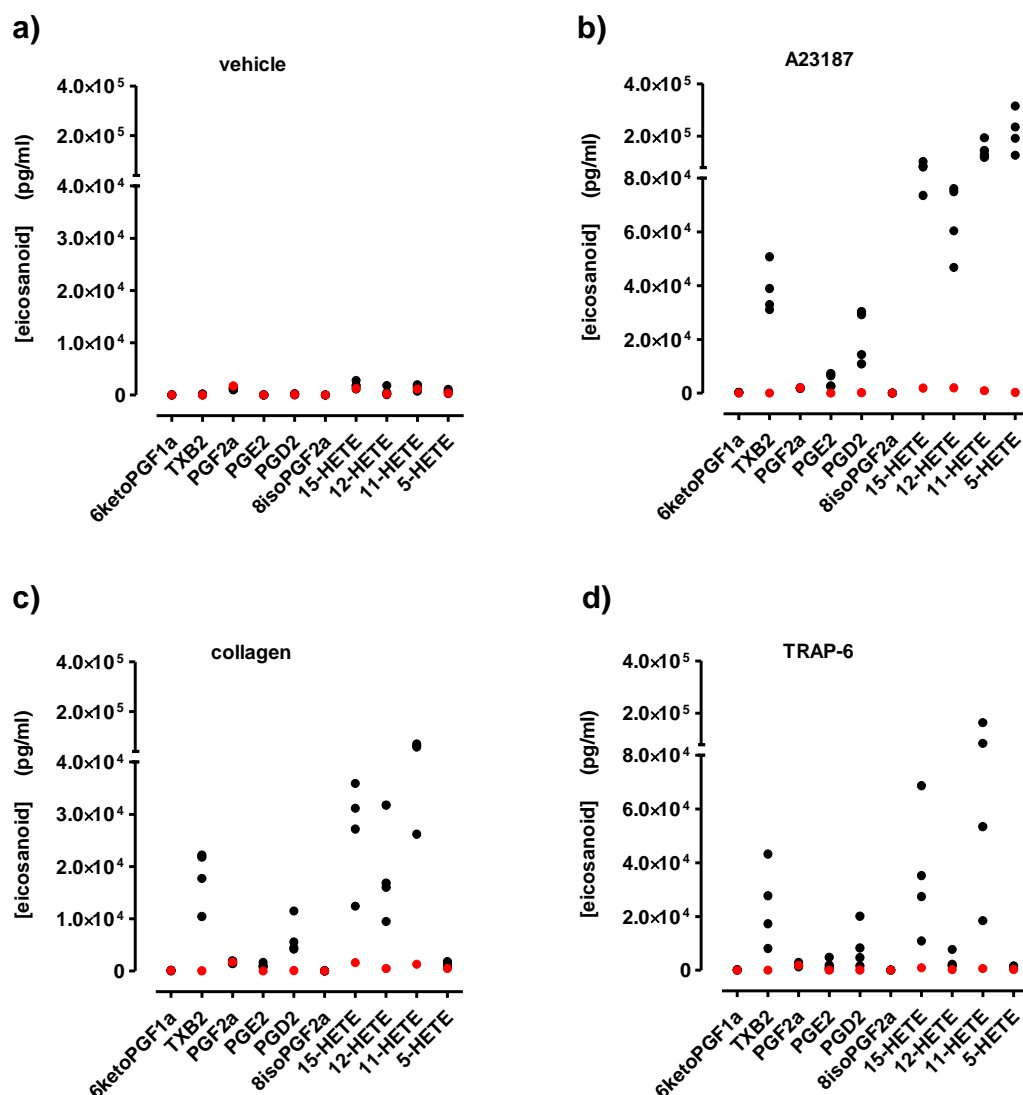 a)
vehicle
[eicosanoid] (pg/ml)
4.0×10⁵
2.0×10⁵
4.0×10⁴
3.0×10⁴
2.0×10⁴
1.0×10⁴
0
6ketoPGF1a
TXB2
PGF2a
PGE2
PGD2
8isoPGF2a
15-HETE
12-HETE
11-HETE
5-HETE
b)
A23187
[eicosanoid] (pg/ml)
4.0×10⁵
2.0×10⁵
8.0×10⁴
6.0×10⁴
4.0×10⁴
2.0×10⁴
0
6ketoPGF1a
TXB2
PGF2a
PGE2
PGD2
8isoPGF2a
15-HETE
12-HETE
11-HETE
5-HETE
c)
collagen
[eicosanoid] (pg/ml)
4.0×10⁵
2.0×10⁵
4.0×10⁴
3.0×10⁴
2.0×10⁴
1.0×10⁴
0
6ketoPGF1a
TXB2
PGF2a
PGE2
PGD2
8isoPGF2a
15-HETE
12-HETE
11-HETE
5-HETE
d)
TRAP-6
[eicosanoid] (pg/ml)
4.0×10⁵
2.0×10⁵
8.0×10⁴
6.0×10⁴
4.0×10⁴
2.0×10⁴
0
6ketoPGF1a
TXB2
PGF2a
PGE2
PGD2
8isoPGF2a
15-HETE
12-HETE
11-HETE
5-HETE